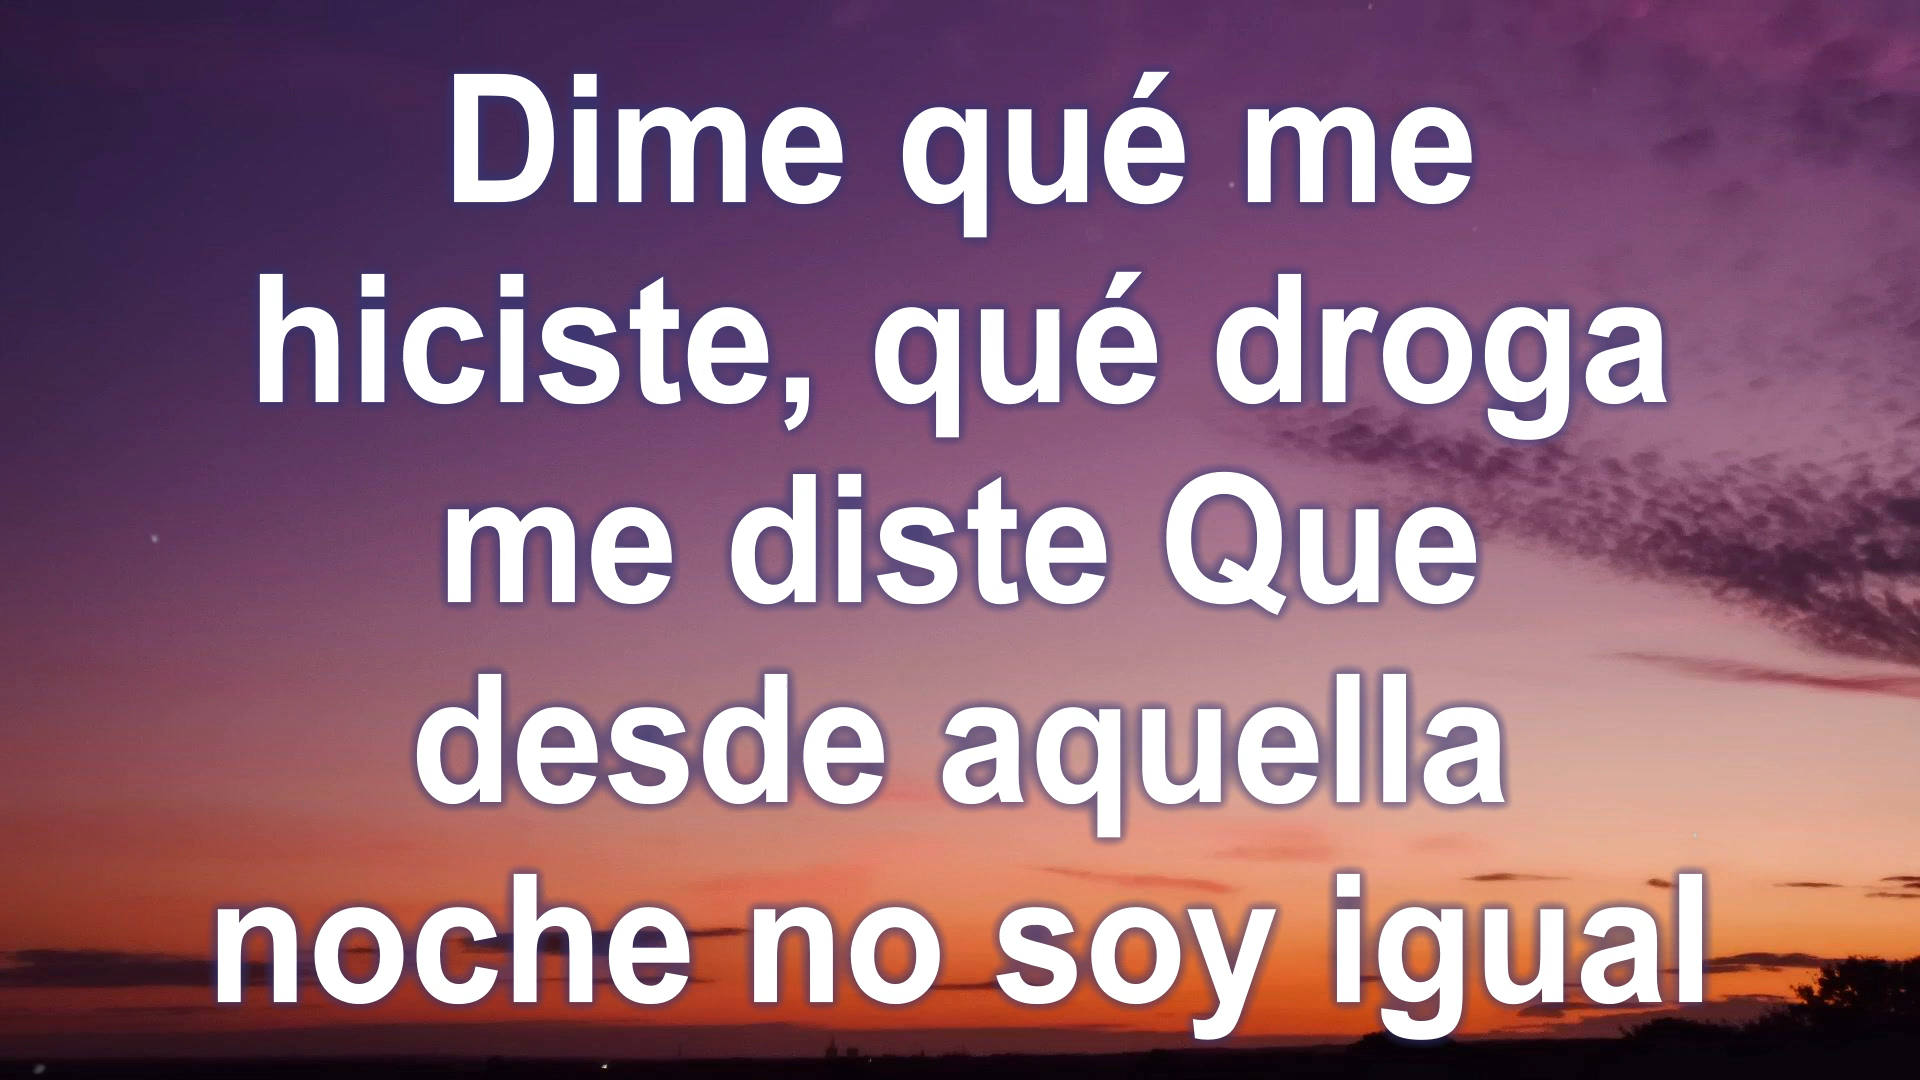 Dime qué me
hiciste, qué droga
me diste Que
desde aquella
noche no soy igual